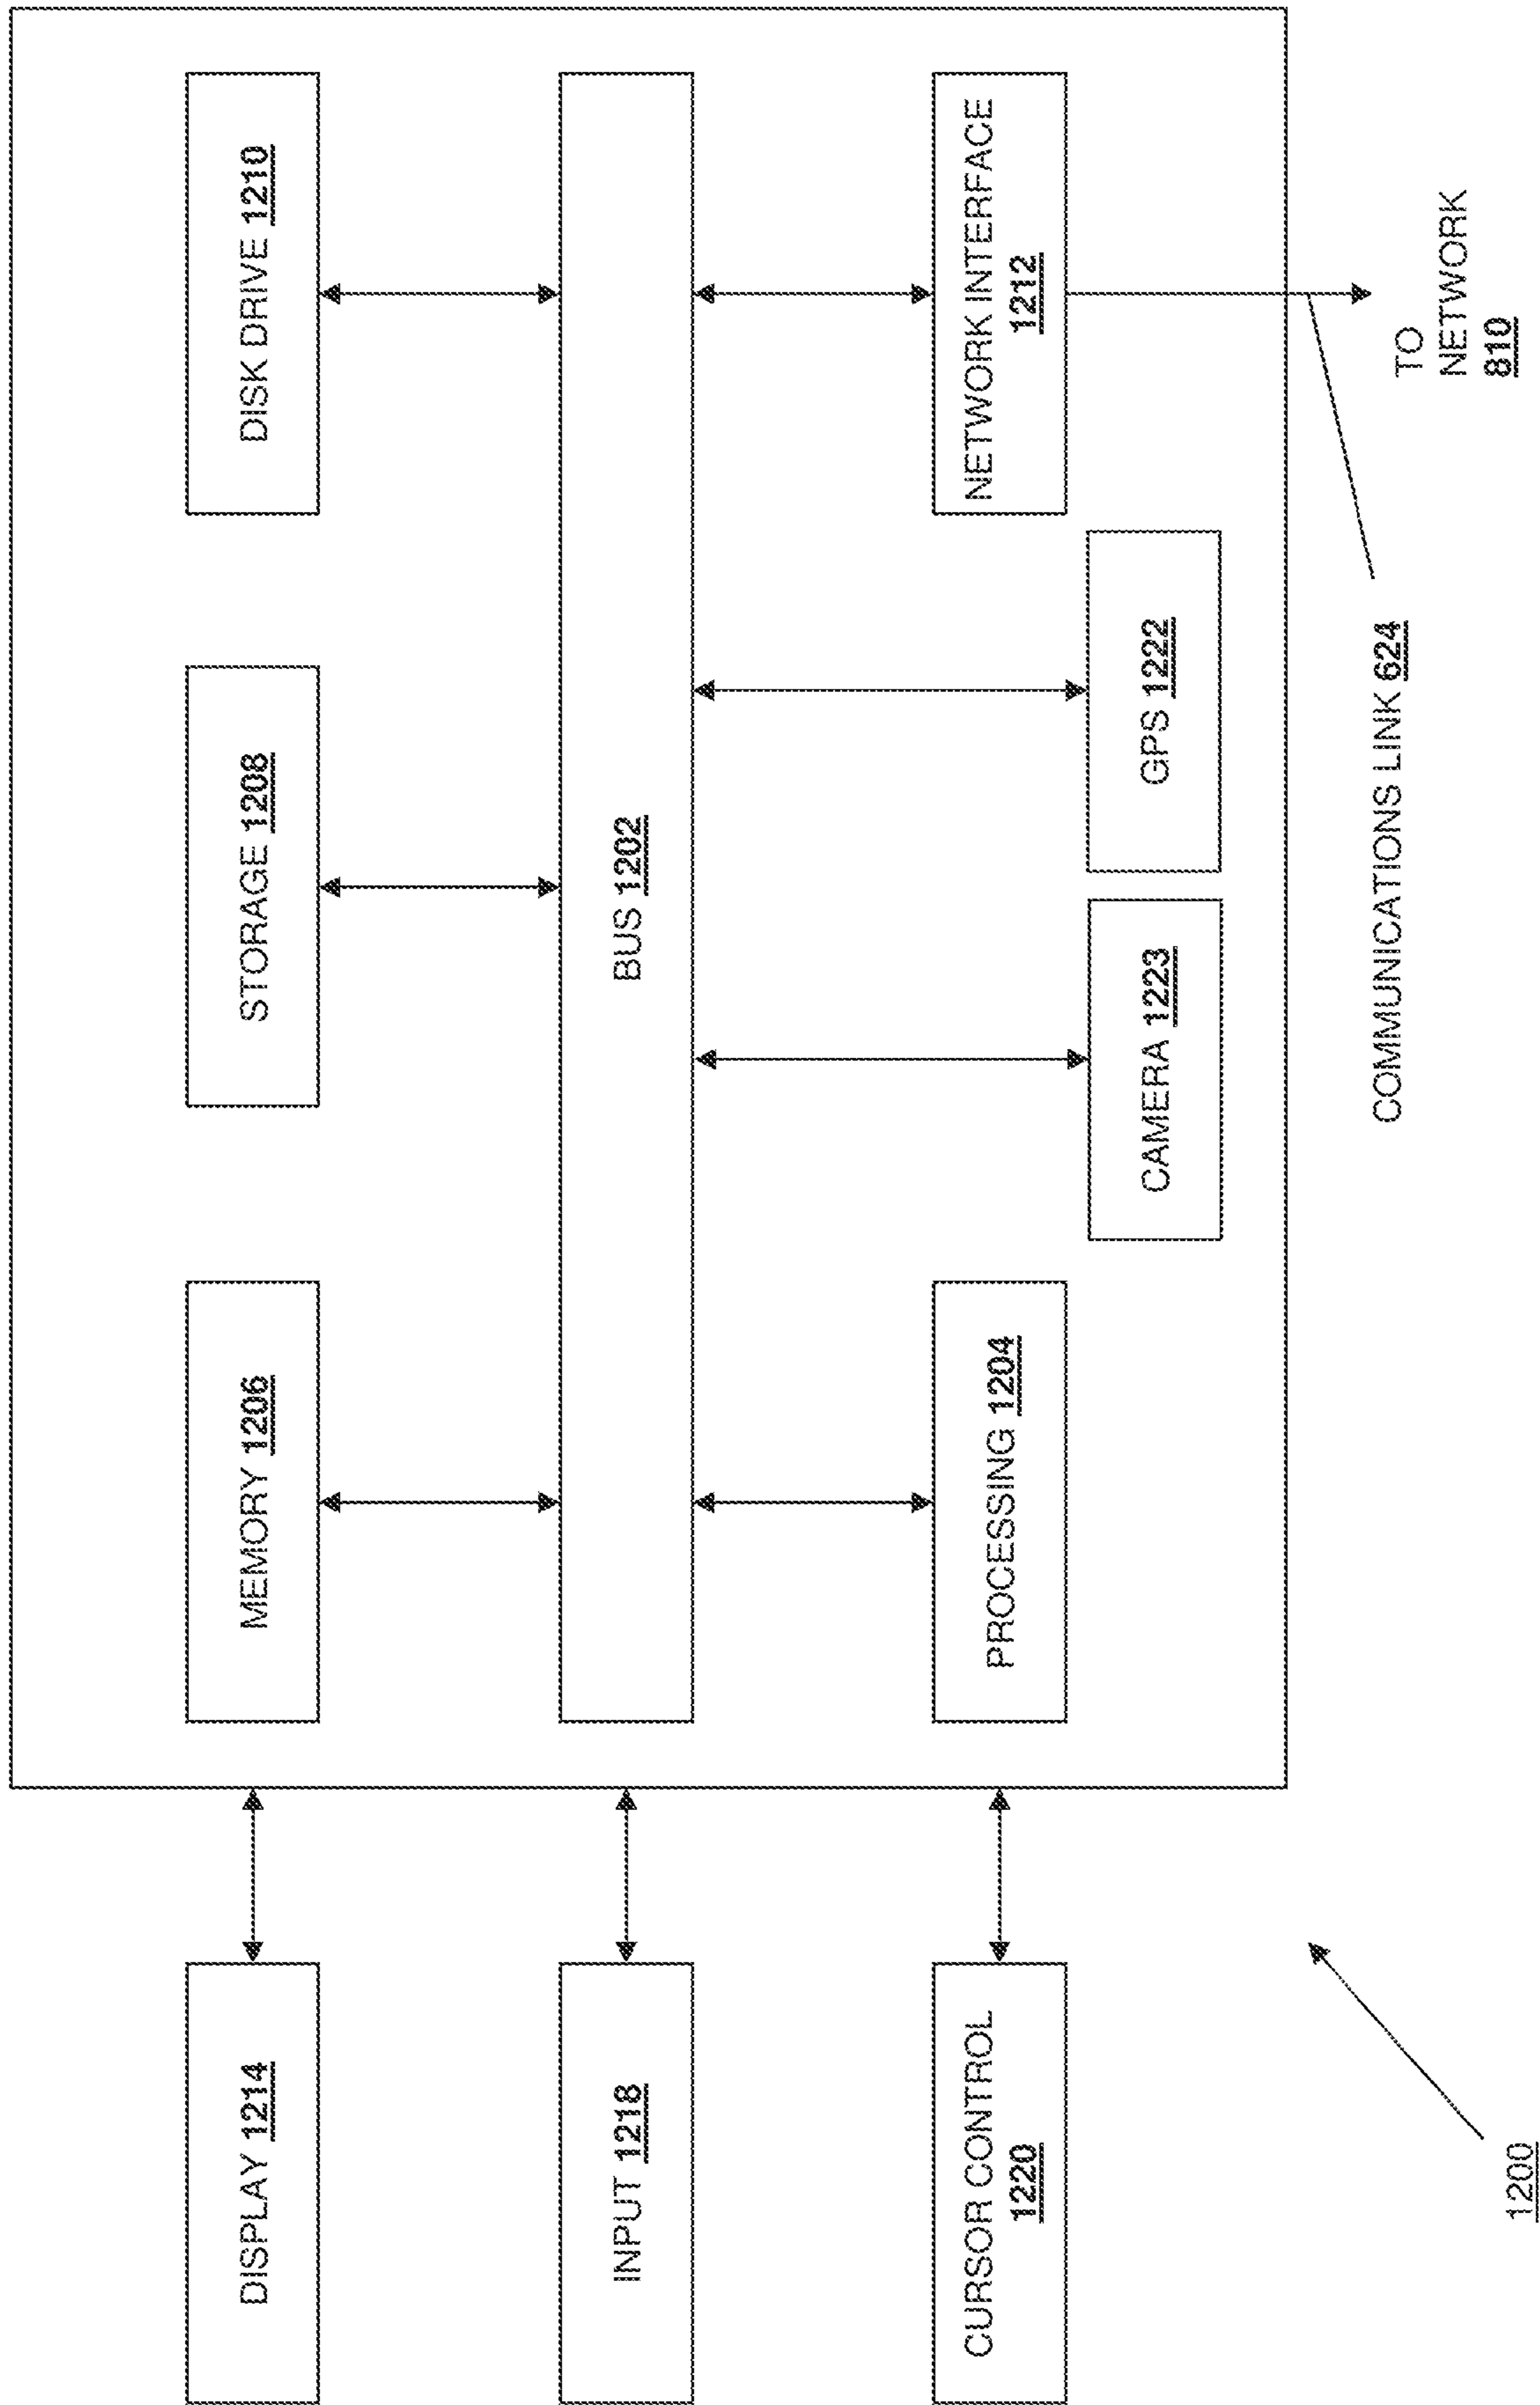 DISPLAY 1214
MEMORY 1206
STORAGE 1208
DISK DRIVE 1210
INPUT 1218
BUS 1202
CURSOR CONTROL
1220
PROCESSING 1204
CAMERA 1223
GPS 1222
NETWORK INTERFACE
1212
COMMUNICATIONS LINK 624
TO
NETWORK
810
1200